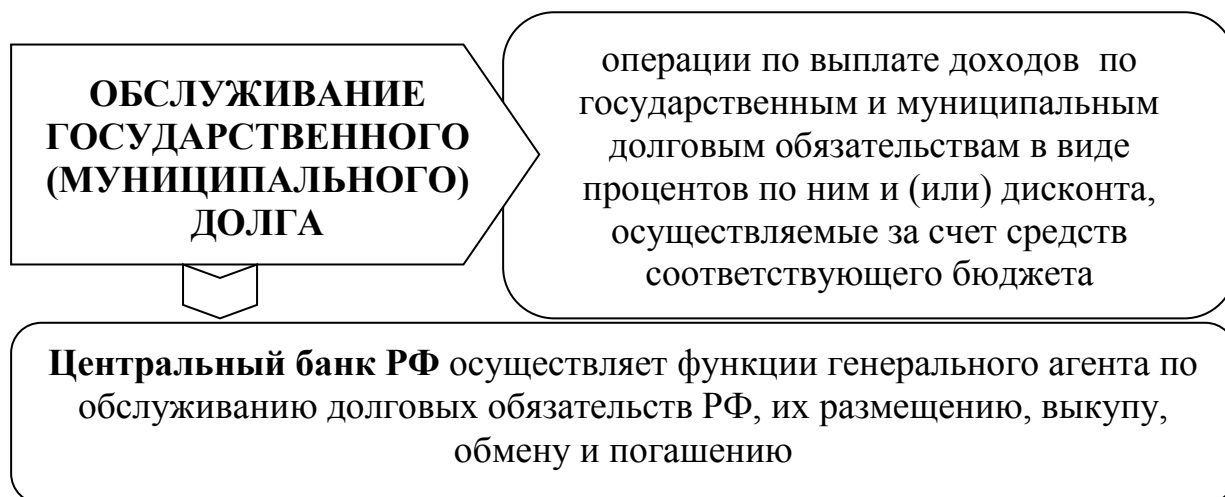 ОБСЛУЖИВАНИЕ
ГОСУДАРСТВЕННОГО
(МУНИЦИПАЛЬНОГО)
ДОЛГА
операции по выплате доходов по
государственным и муниципальным
долговым обязательствам в виде
процентов по ним и (или) дисконта,
осуществляемые за счет средств
соответствующего бюджета
Центральный банк РФ осуществляет функции генерального агента по
обслуживанию долговых обязательств РФ, их размещению, выкупу,
обмену и погашению